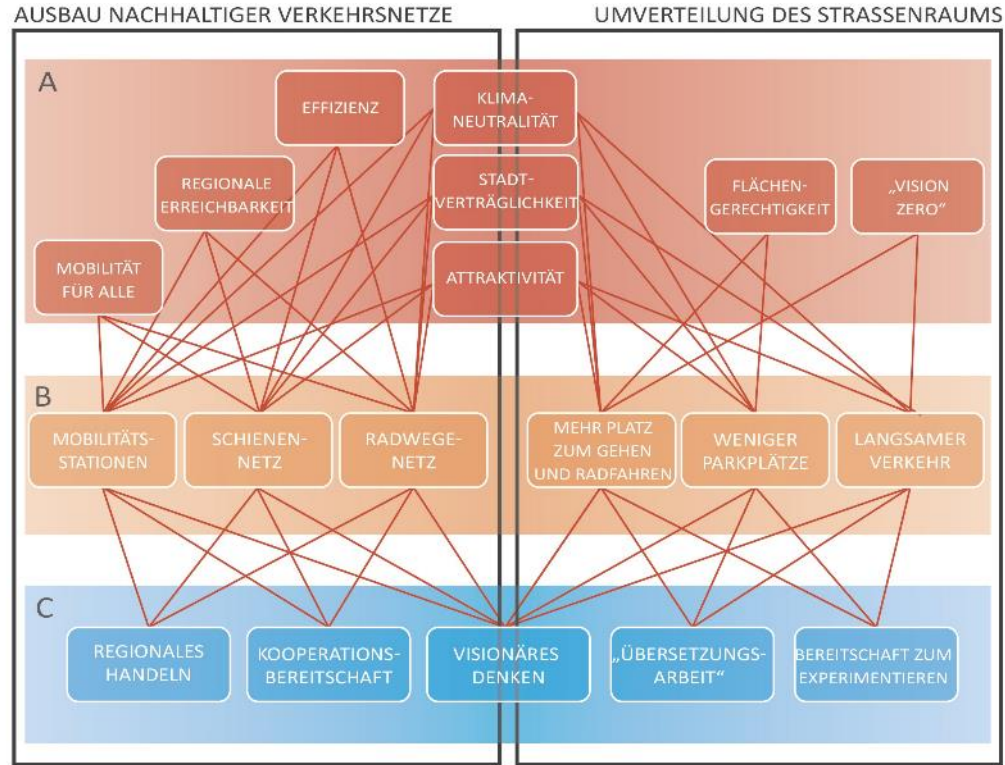 AUSBAU NACHHALTIGER VERKEHRSNETZE
UMVERTEILUNG DES STRASSENRAUMS
A
EFFIZIENZ
KLIMA-
NEUTRALITÄT
REGIONALE
ERREICHBARKEIT
STADT-
VERTRÄGLICHKEIT
FLÄCHEN-
GERECHTIGKEIT
„VISION
ZERO“
MOBILITÄT
FÜR ALLE
ATTRAKTIVITÄT
B
MOBILITÄTS-
STATIONEN
SCHIENEN-
NETZ
RADWEGE-
NETZ
MEHR PLATZ
ZUM GEHEN
UND RADFAHREN
WENIGER
PARKPLÄTZE
LANGSAMER
VERKEHR
C
REGIONALES
HANDELN
KOOPERATIONS-
BEREITSCHAFT
VISIONÄRES
DENKEN
„ÜBERSETZUNGS-
ARBEIT“
BEREITSCHAFT ZUM
EXPERIMENTIEREN